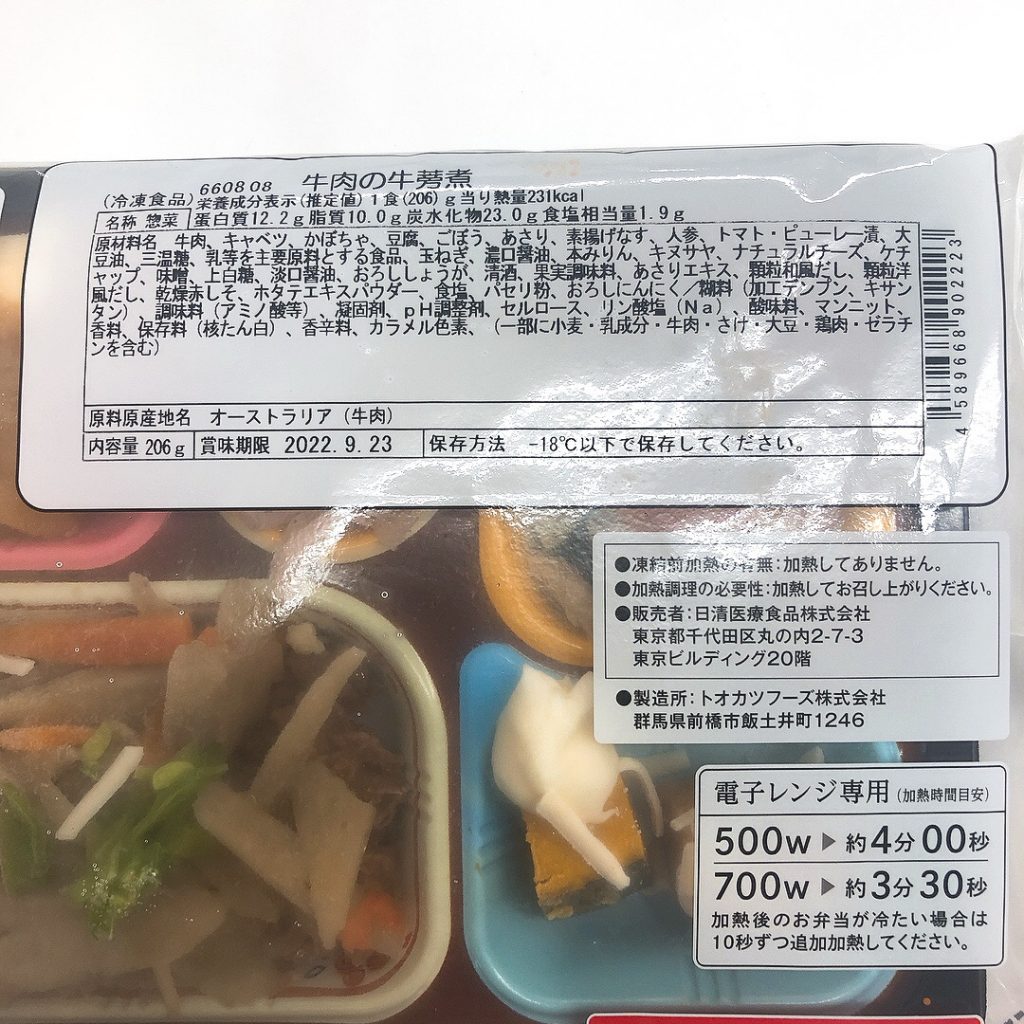 66080８ 牛肉の牛蒡煮
(冷凍食品) 栄養成分表示(推定値) 1食(206)g当り熱量231kcal
名称 惣菜 蛋白質12.2g脂質10.0g炭水化物23.0g食塩相当量1.9g
原材料名 牛肉、キャベツ、かぼちゃ、豆腐、ごぼう、あさり、素揚げなす、人参、トマト・ピューレー漬、大
豆油、三温糖、乳等を主要原料とする食品、玉ねぎ、濃口醤油、本みりん、キヌサヤ、ナチュラルチーズ、ケチ
ャップ、味噌、上白糖、淡口醤油、おろししょうが、清酒、果実調味料、あさりエキス、顆粒和風だし、顆粒洋
風だし、乾燥赤しそ、ホタテエキスパウダー、食塩、パセリ粉、おろしにんにく／糊料（加工デンプン、キサン
タン）、調味料（アミノ酸等）、凝固剤、pH調整剤、セルロース、リン酸塩（Na）、酸味料、マンニット、
香料、保存料（核たん白）、香辛料、カラメル色素、（一部に小麦・乳成分・牛肉・さけ・大豆・鶏肉・ゼラチ
ンを含む）
原料原産地名 オーストラリア（牛肉）
内容量 206g 賞味期限 2022.9.23 保存方法 -18℃以下で保存してください。
4589668902223
●凍結前加熱の有無:加熱してありません。
●加熱調理の必要性:加熱してお召し上がりください。
●販売者:日清医療食品株式会社
東京都千代田区丸の内2-7-3
東京ビルディング20階
●製造所:トオカツフーズ株式会社
群馬県前橋市飯土井町1246
電子レンジ専用(加熱時間目安)
500w▶約4分00秒
700w▶約3分30秒
加熱後のお弁当が冷たい場合は
10秒ずつ追加加熱してください。